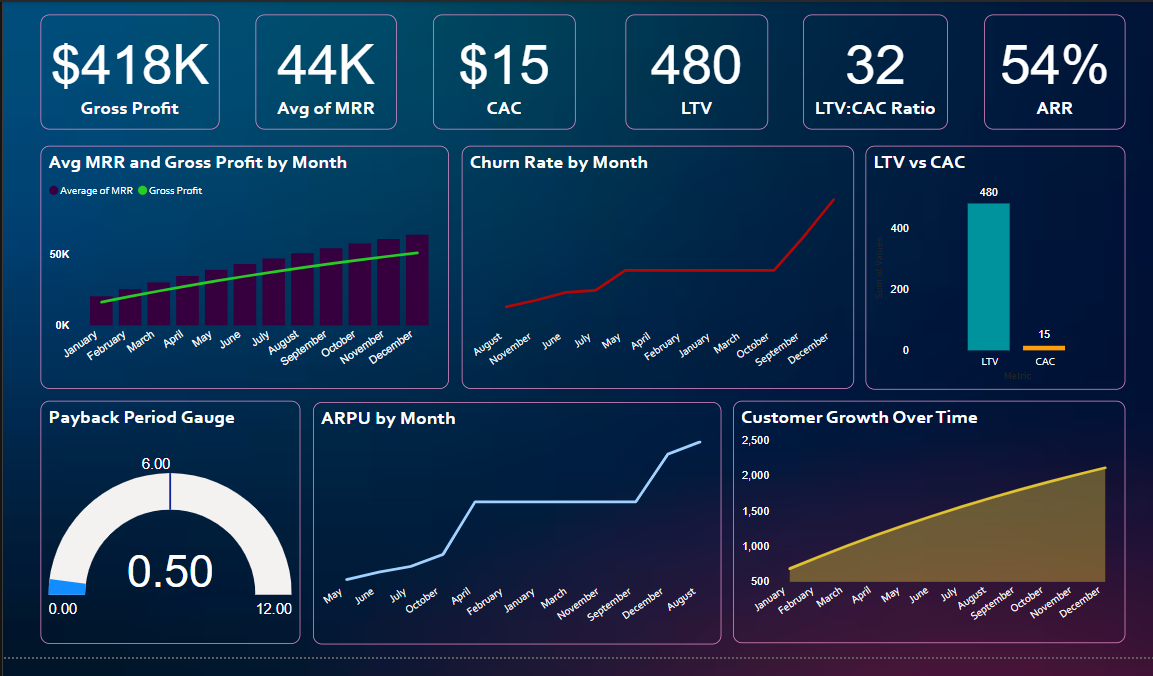 $418K
Gross Profit
44K
Avg of MRR
$15
CAC
480
LTV
32
LTV:CAC Ratio
54%
ARR
Avg MRR and Gross Profit by Month
Average of MRR Gross Profit
50K
0K
January
February
March
April
May
June
July
August
September
October
November
December
Churn Rate by Month
August
November
June
July
May
April
February
January
March
October
September
December
LTV vs CAC
Sum of Values
400
200
0
480
15
LTV
CAC
Metric
Payback Period Gauge
6.00
0.50
0.00
12.00
ARPU by Month
May
June
July
October
April
February
January
March
November
September
December
August
Customer Growth Over Time
2,500
2,000
1,500
1,000
500
January
February
March
April
May
June
July
August
September
October
November
December